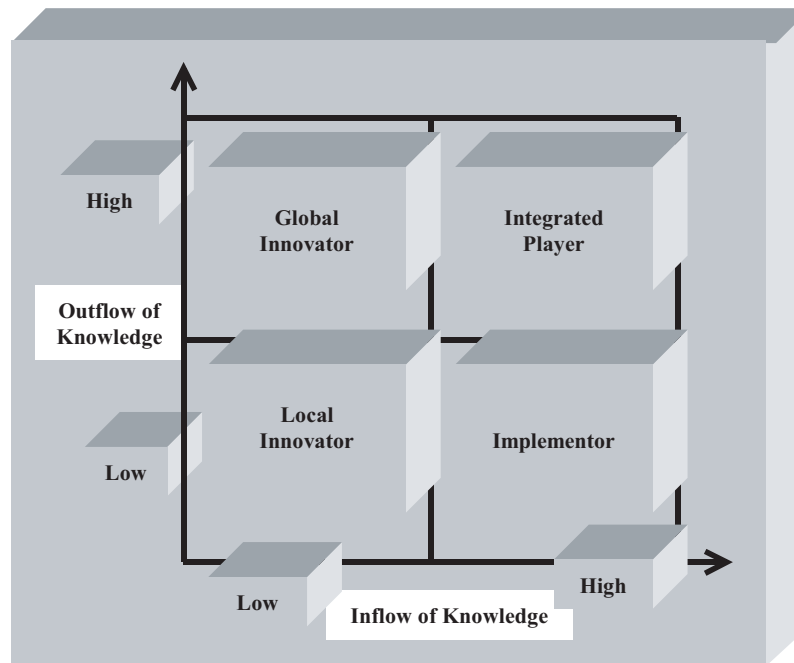 High
Global
Innovator
Integrated
Player
Outflow of
Knowledge
Local
Innovator
Implementor
Low
Low
High
Inflow of Knowledge